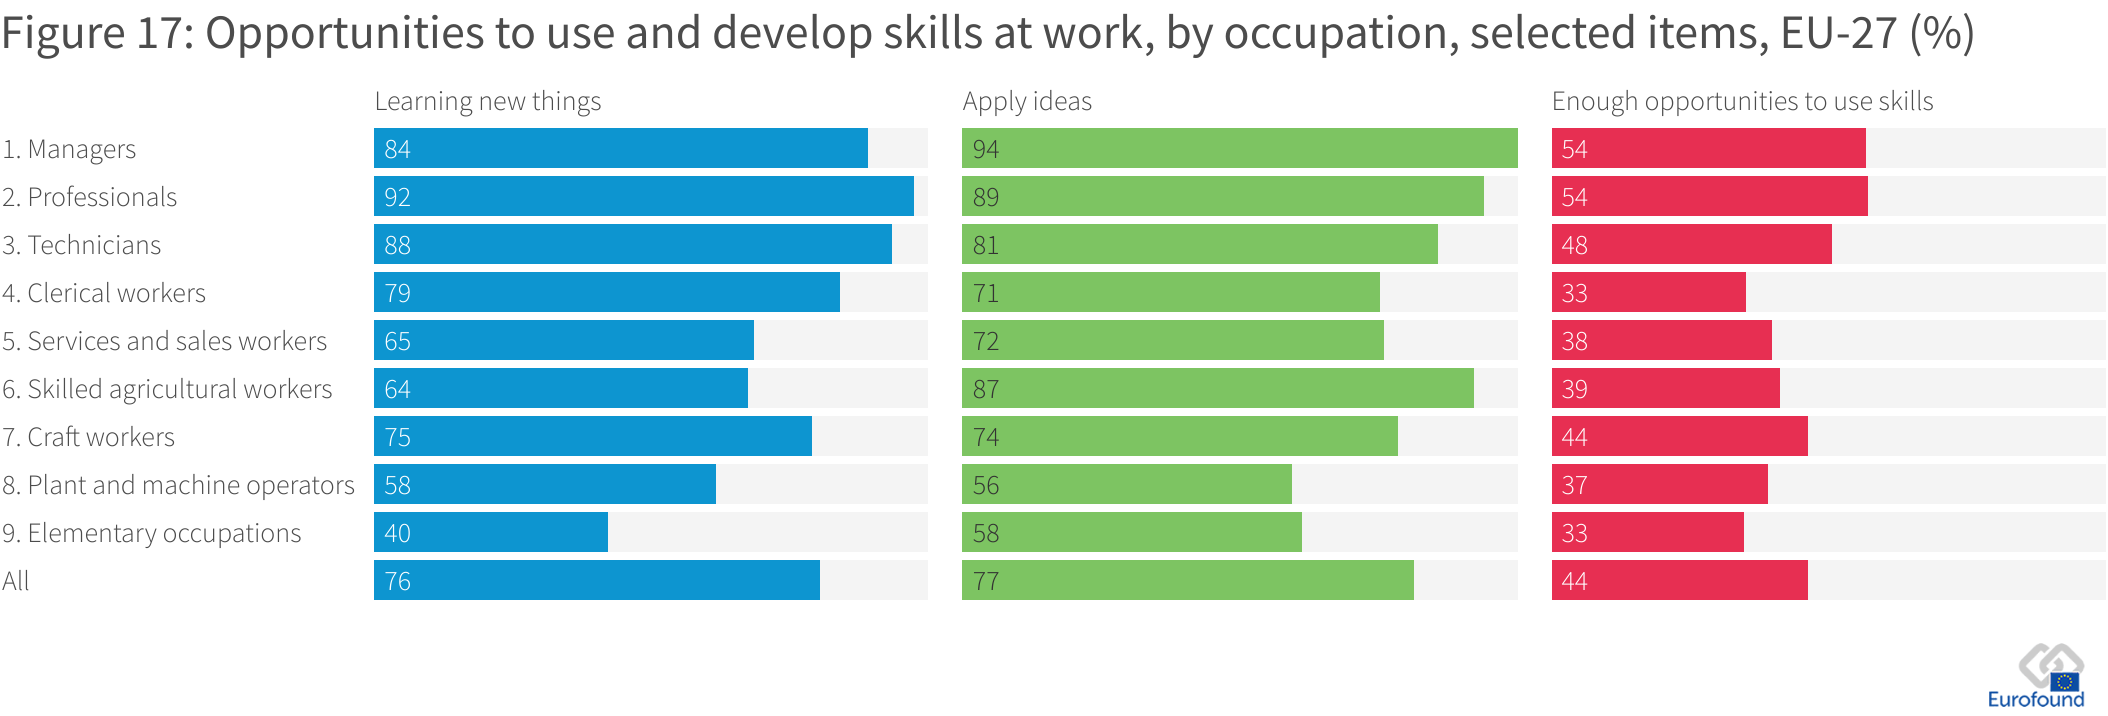 Figure 17: Opportunities to use and develop skills at work, by occupation, selected items, EU-27 (%)
Learning new things Apply ideas Enough opportunities to use skills
1. Managers 84 94 54
2. Professionals 92 89 54
3. Technicians 88 81 48
4. Clerical workers 79 71 33
5. Services and sales workers 65 72 38
6. Skilled agricultural workers 64 87 39
7. Craft workers 75 74 44
8. Plant and machine operators 58 56 37
9. Elementary occupations 40 58 33
All 76 77 44
Eurofound